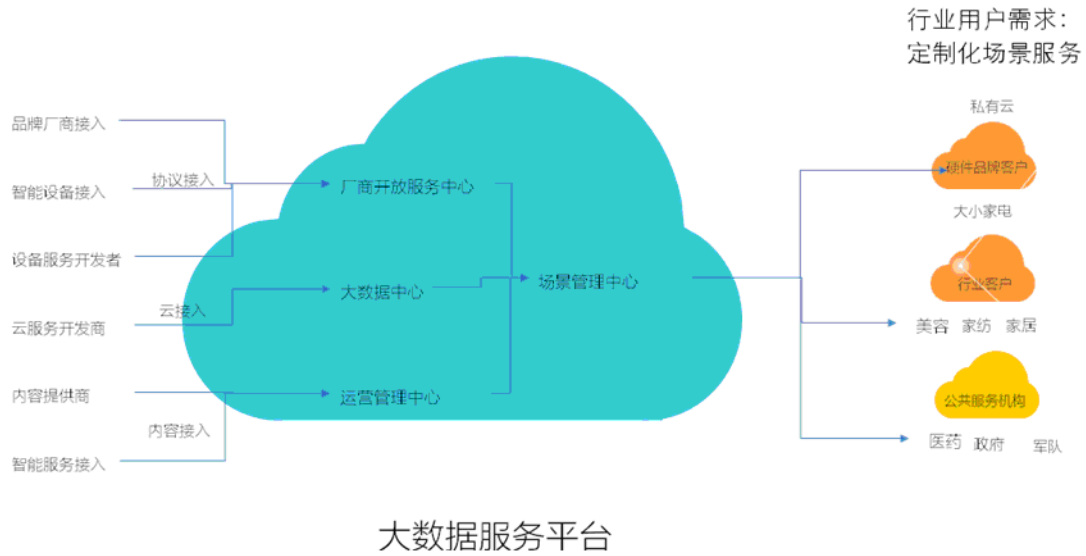 行业用户需求：
定制化场景服务
私有云
品牌厂商接入
协议接入
智能设备接入
设备服务开发者
云接入
云服务开发商
内容提供商
内容接入
智能服务接入
厂商开放服务中心
大数据中心
运营管理中心
场景管理中心
硬件品牌客户
大小家电
行业客户
美容 家纺 家居
公共服务机构
医药 政府 军队
大数据服务平台